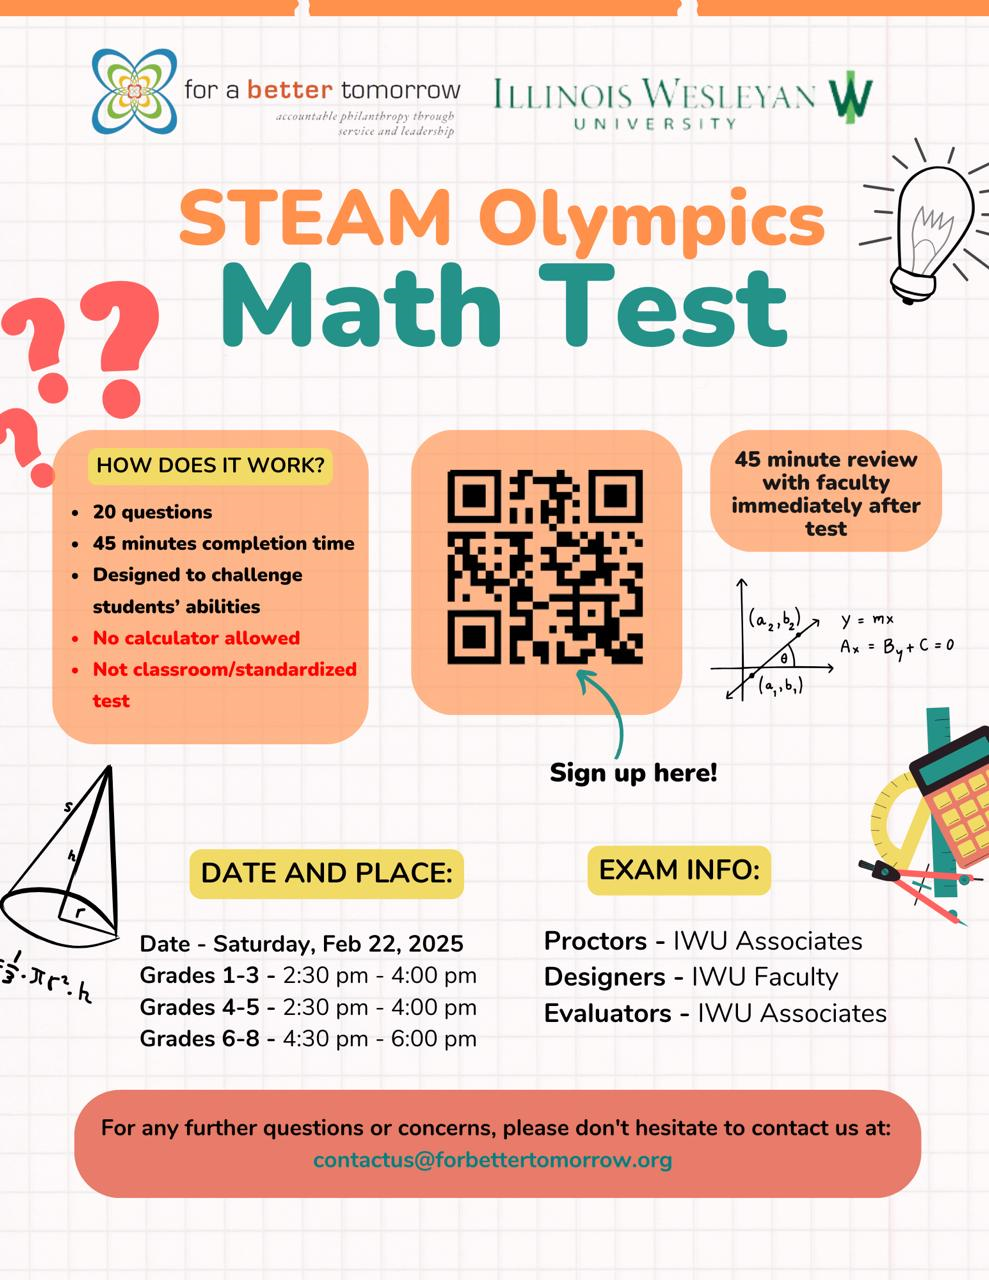 for a better tomorrow
accountable philanthropy through
service and leadership
ILLINOIS WESLEYAN
UNIVERSITY
W
STEAM Olympics
Math Test
HOW DOES IT WORK?
• 20 questions
• 45 minutes completion time
• Designed to challenge
students’ abilities
• No calculator allowed
• Not classroom/standardized
test
45 minute review
with faculty
immediately after
test
(a₂,b₂)
θ
(a₁,b₁)
y = mx
Ax = By + C = 0
Sign up here!
s
h
r
= 1/3 · πr² · h
DATE AND PLACE:
Date - Saturday, Feb 22, 2025
Grades 1-3 - 2:30 pm - 4:00 pm
Grades 4-5 - 2:30 pm - 4:00 pm
Grades 6-8 - 4:30 pm - 6:00 pm
EXAM INFO:
Proctors - IWU Associates
Designers - IWU Faculty
Evaluators - IWU Associates
For any further questions or concerns, please don't hesitate to contact us at:
contactus@forbettertomorrow.org